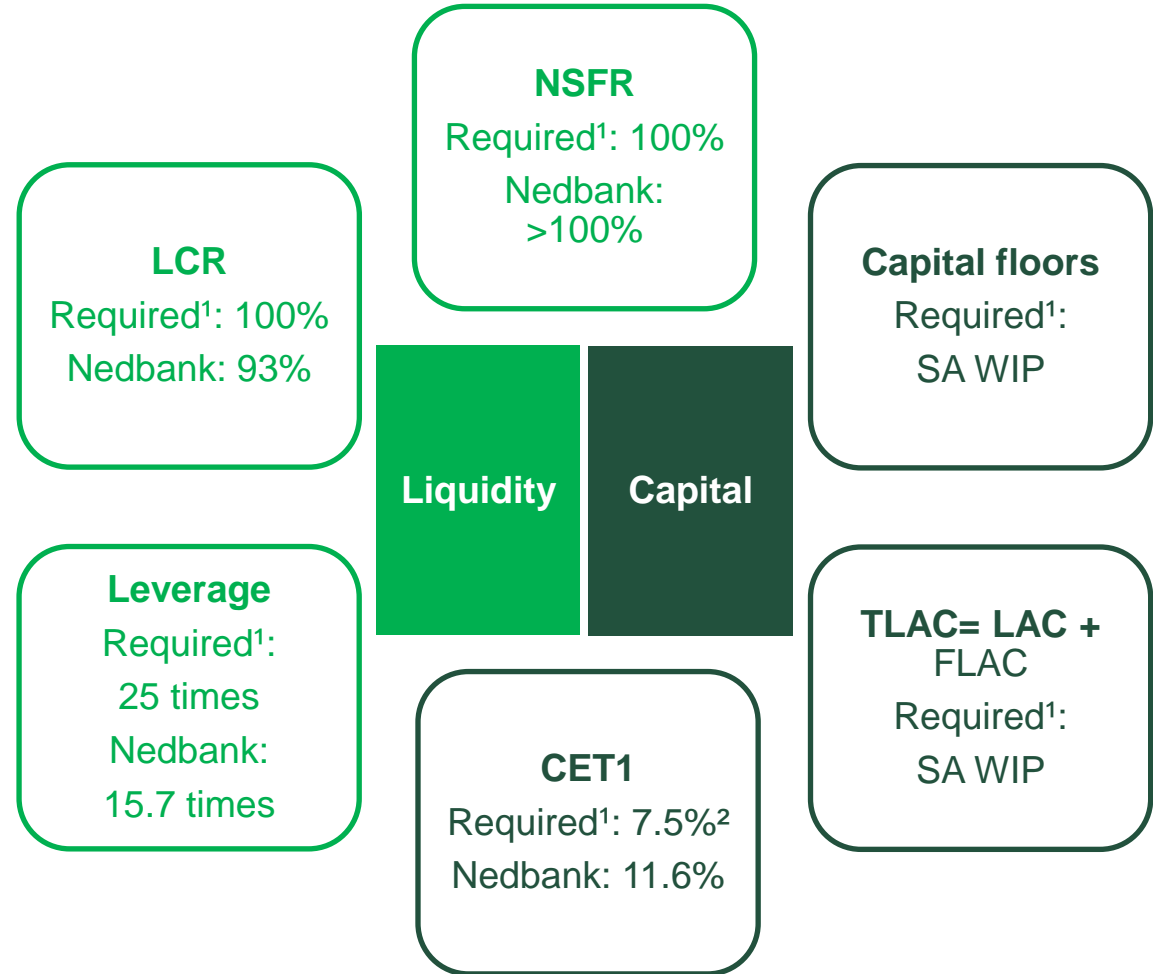 NSFR
Required¹: 100%
Nedbank:
>100%
LCR
Required¹: 100%
Nedbank: 93%
Capital floors
Required¹:
SA WIP
Liquidity
Capital
Leverage
Required¹:
25 times
Nedbank:
15.7 times
TLAC= LAC +
FLAC
Required¹:
SA WIP
CET1
Required¹: 7.5%²
Nedbank: 11.6%